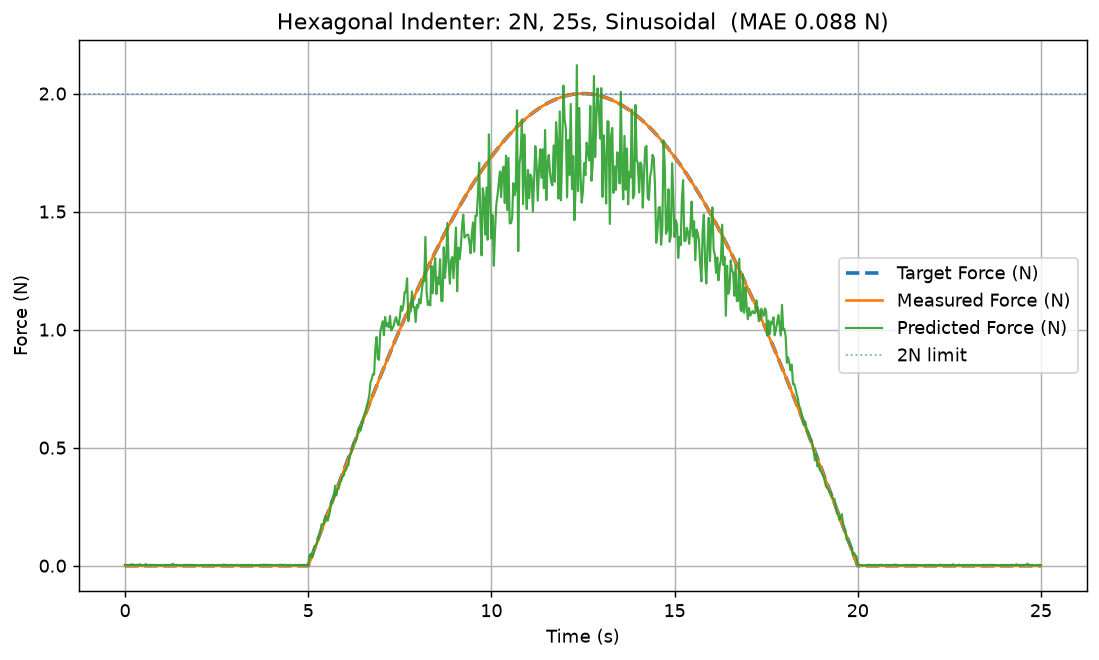 Hexagonal Indenter: 2N, 25s, Sinusoidal  (MAE 0.088 N)
Force (N)
2.0
1.5
1.0
0.5
0.0
Target Force (N)
Measured Force (N)
Predicted Force (N)
2N limit
0 5 10 15 20 25
Time (s)